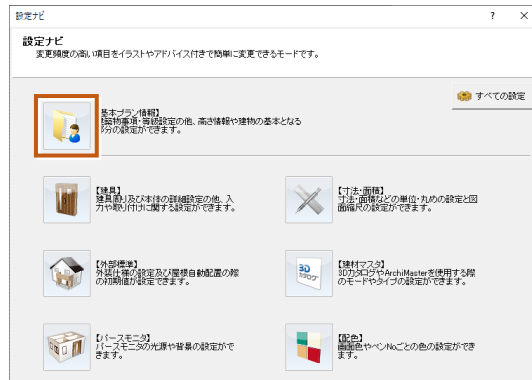 設定ナビ
設定ナビ
変更頻度の高い項目をイラストやアドバイス付きで簡単に変更できるモードです。
すべての設定
基本プラン情報】
建築物事項・等級設定の他、高さ情報や建物の基本となる
部分の設定ができます。
【建具】
建具周り及び本体の詳細設定の他、入
力や取り付けに関する設定ができます。
【寸法・面積】
寸法・面積などの単位・丸めの設定と図
面縮尺の設定ができます。
【外部標準】
外装仕様の設定及び屋根自動配置の際
の初期値が設定できます。
3D
カタログ
【建材マスタ】
3DカタログやArchiMasterを使用する際
のモードやタイプの設定ができます。
【パースモニタ】
パースモニタの光源や背景の設定がで
きます。
【配色】
画面色やペンNoごとの色の設定ができ
ます。